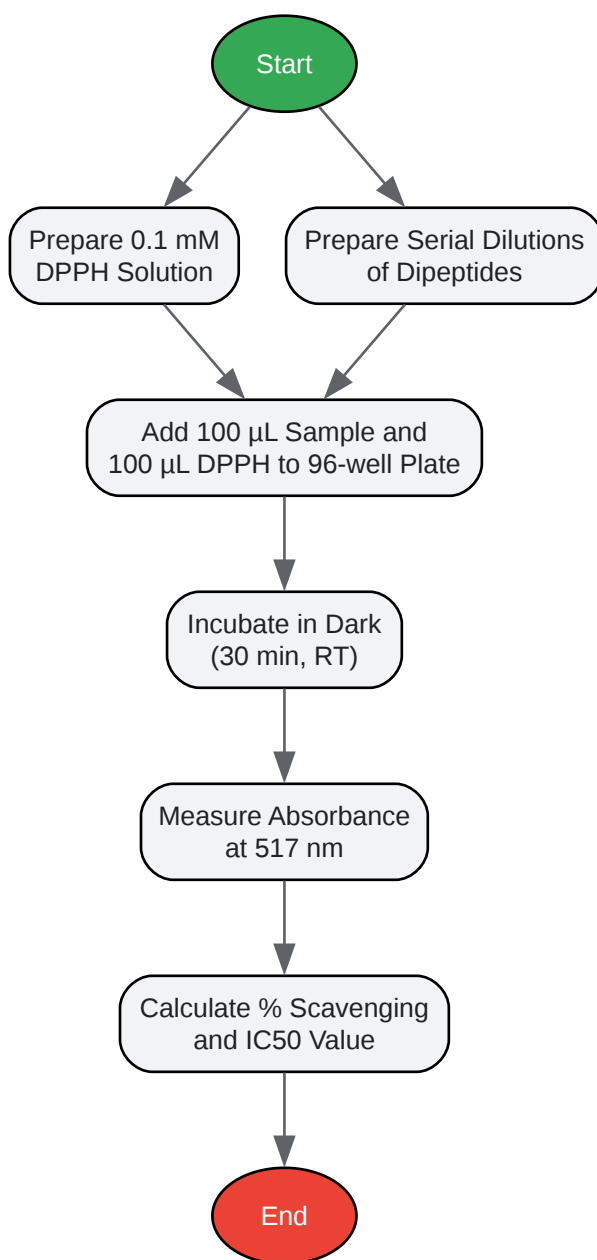 Start
Prepare 0.1 mM
DPPH Solution
Prepare Serial Dilutions
of Dipeptides
Add 100 µL Sample and
100 µL DPPH to 96-well Plate
Incubate in Dark
(30 min, RT)
Measure Absorbance
at 517 nm
Calculate % Scavenging
and IC50 Value
End